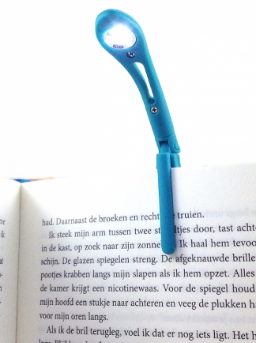 had. Daarnaast de broeken en recht e truien.
Ik steek mijn arm tussen twee st ltjes door, tast acht
in de kast, op zoek naar zijn zonne Ik haal hem tevoo
schijn. De glazen spiegelen streng. De afgeknauwde brille
pootjes krabben langs mijn slapen als ik hem opzet. Alles
de kamer krijgt een nicotinewaas. Voor de spiegel houd
mijn hoofd een stukje naar achteren en veeg de plukken h
voor mijn oren langs.
Als ik de bril terugleg, voel ik dat er nog iets ligt. Het h